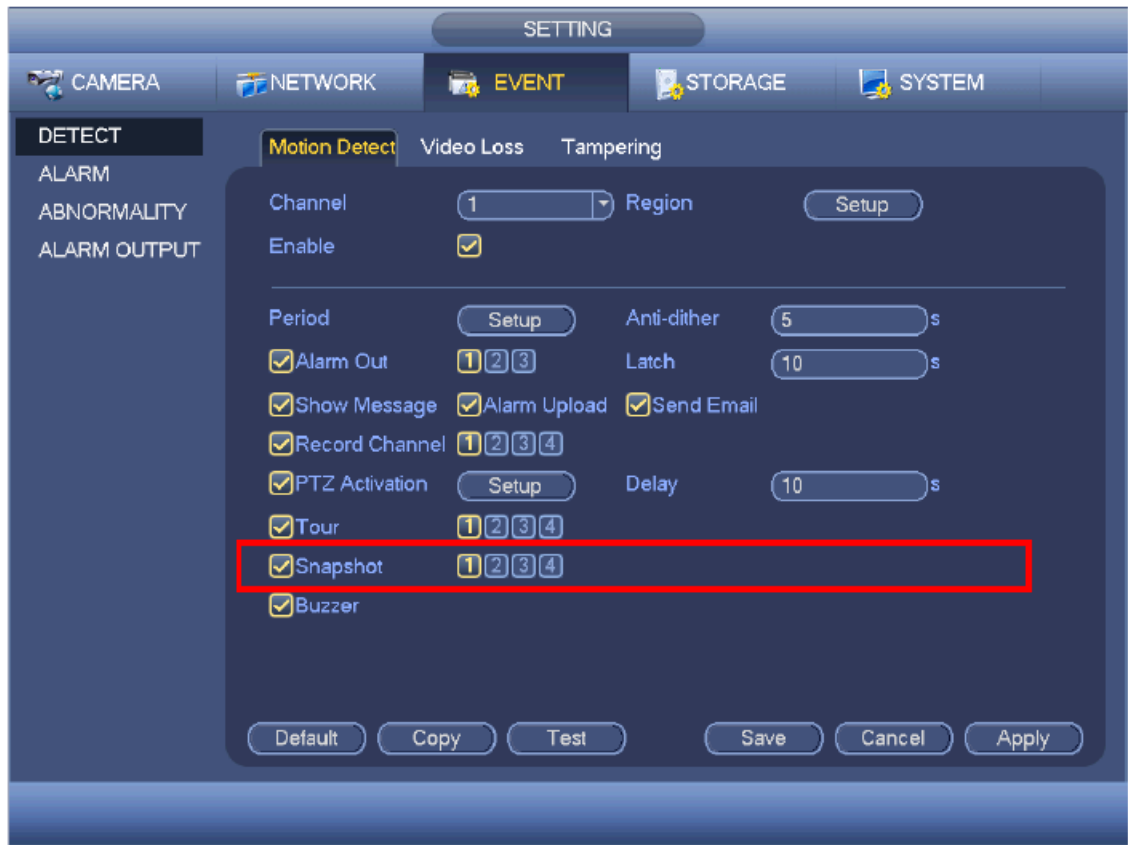 SETTING
CAMERA NETWORK EVENT STORAGE SYSTEM
DETECT
ALARM
ABNORMALITY
ALARM OUTPUT
Motion Detect Video Loss Tampering
Channel 1 Region Setup
Enable
Period Setup Anti-dither 5 s
Alarm Out 1 2 3 Latch 10 s
Show Message Alarm Upload Send Email
Record Channel 1 2 3 4
PTZ Activation Setup Delay 10 s
Tour 1 2 3 4
Snapshot 1 2 3 4
Buzzer
Default Copy Test Save Cancel Apply